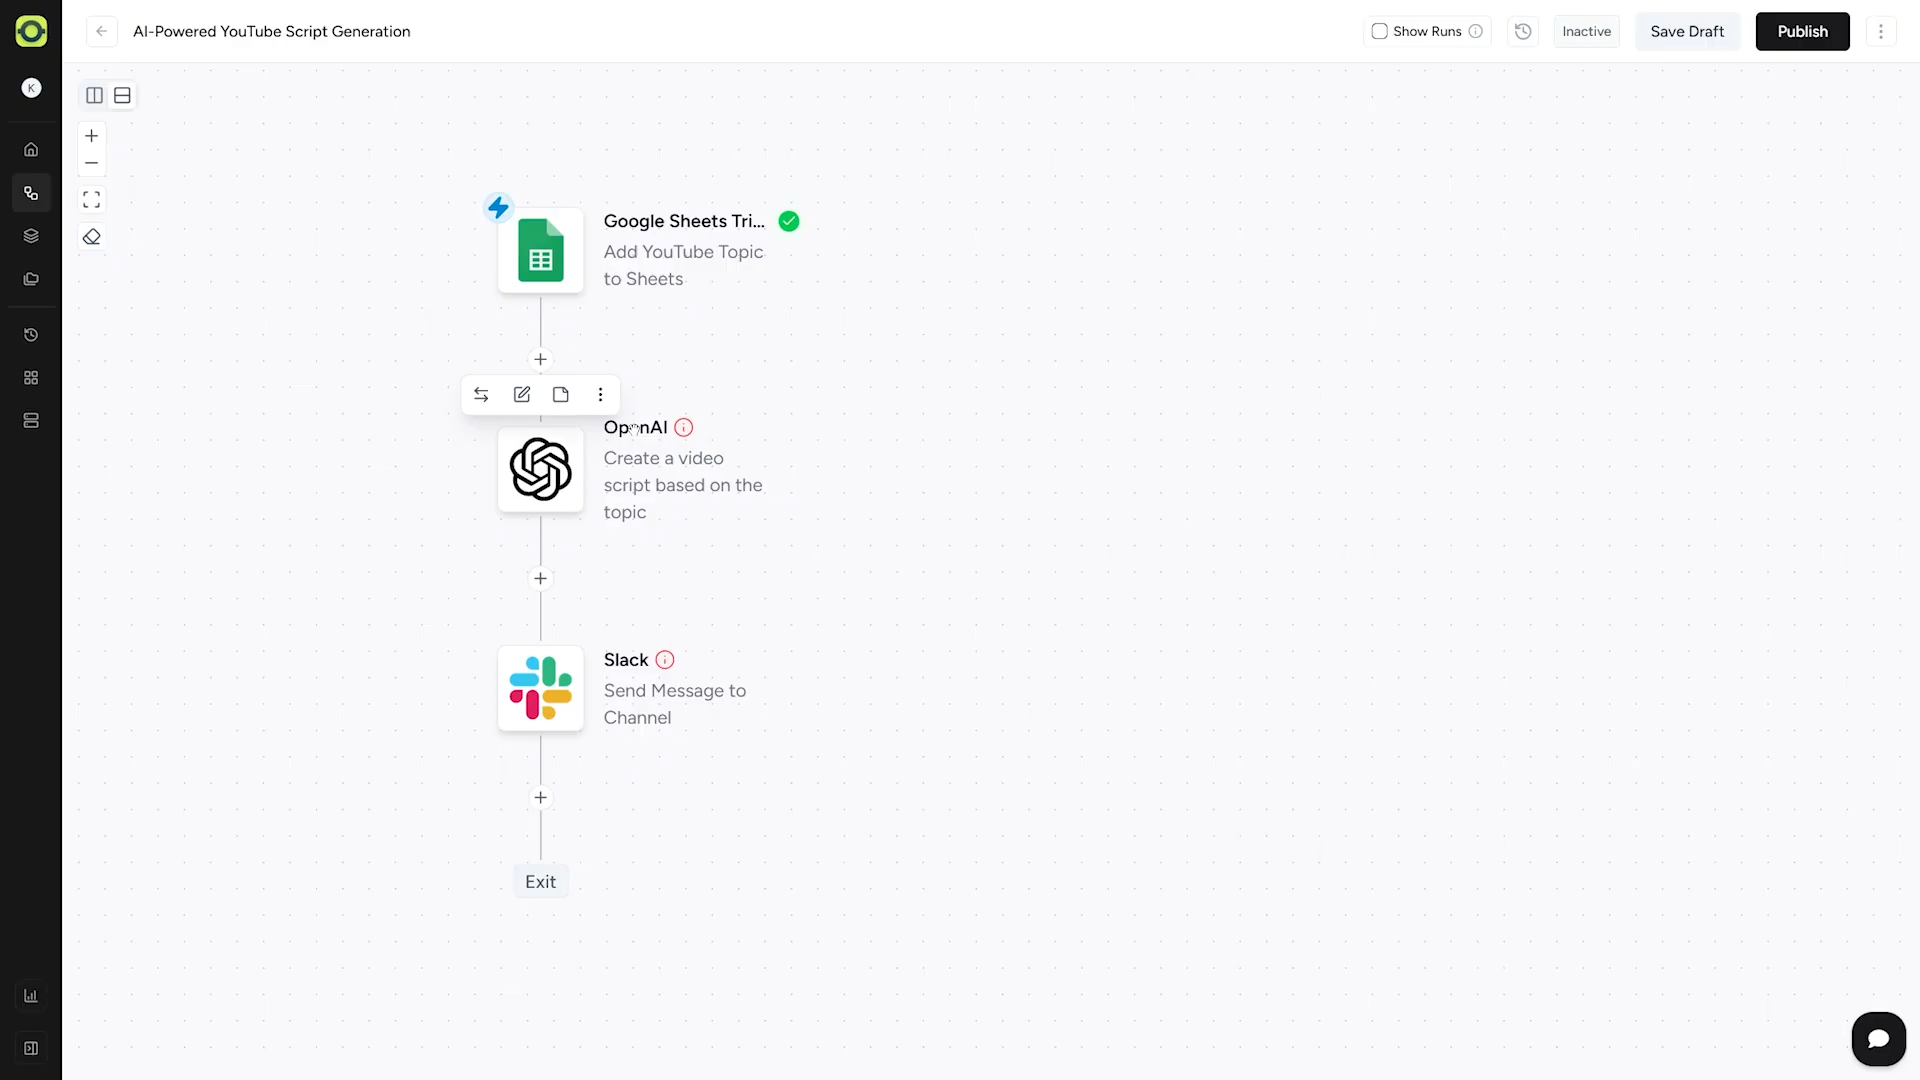 AI-Powered YouTube Script Generation
Show Runs
Inactive
Save Draft
Publish
K
Google Sheets Tri...
Add YouTube Topic
to Sheets
OpenAI
Create a video
script based on the
topic
Slack
Send Message to
Channel
Exit